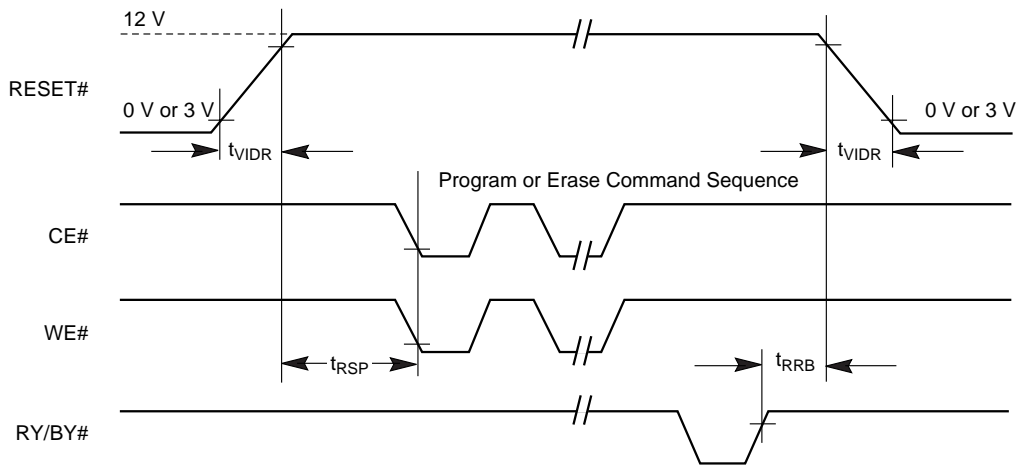 12 V
RESET#
0 V or 3 V
0 V or 3 V
tVIDR
tVIDR
Program or Erase Command Sequence
CE#
WE#
tRSP
tRRB
RY/BY#